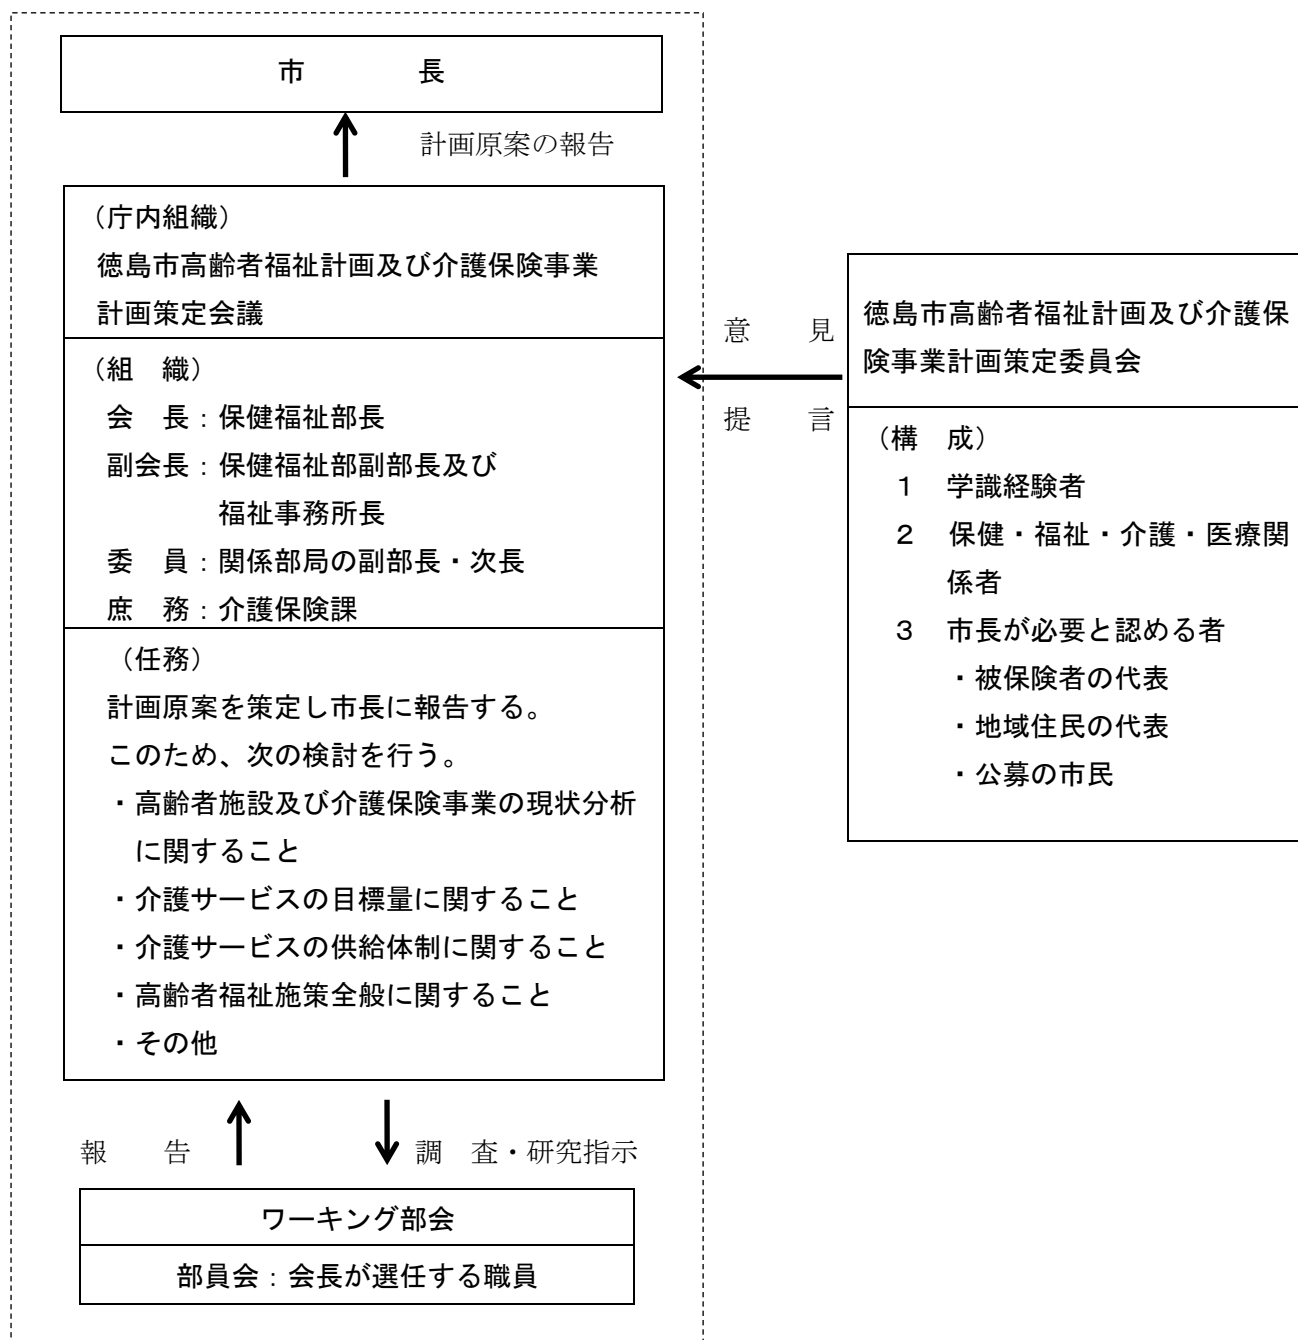 市　　　　長
計画原案の報告
（庁内組織）
徳島市高齢者福祉計画及び介護保険事業
計画策定会議
（組　織）
会　長：保健福祉部長
副会長：保健福祉部副部長及び
福祉事務所長
委　員：関係部局の副部長・次長
庶　務：介護保険課
（任務）
計画原案を策定し市長に報告する。
このため、次の検討を行う。
・高齢者施設及び介護保険事業の現状分析
に関すること
・介護サービスの目標量に関すること
・介護サービスの供給体制に関すること
・高齢者福祉施策全般に関すること
・その他
報　　告
調　査・研究指示
ワーキング部会
部員会：会長が選任する職員
意　　見
提　　言
徳島市高齢者福祉計画及び介護保
険事業計画策定委員会
（構　成）
１　学識経験者
２　保健・福祉・介護・医療関
係者
３　市長が必要と認める者
・被保険者の代表
・地域住民の代表
・公募の市民